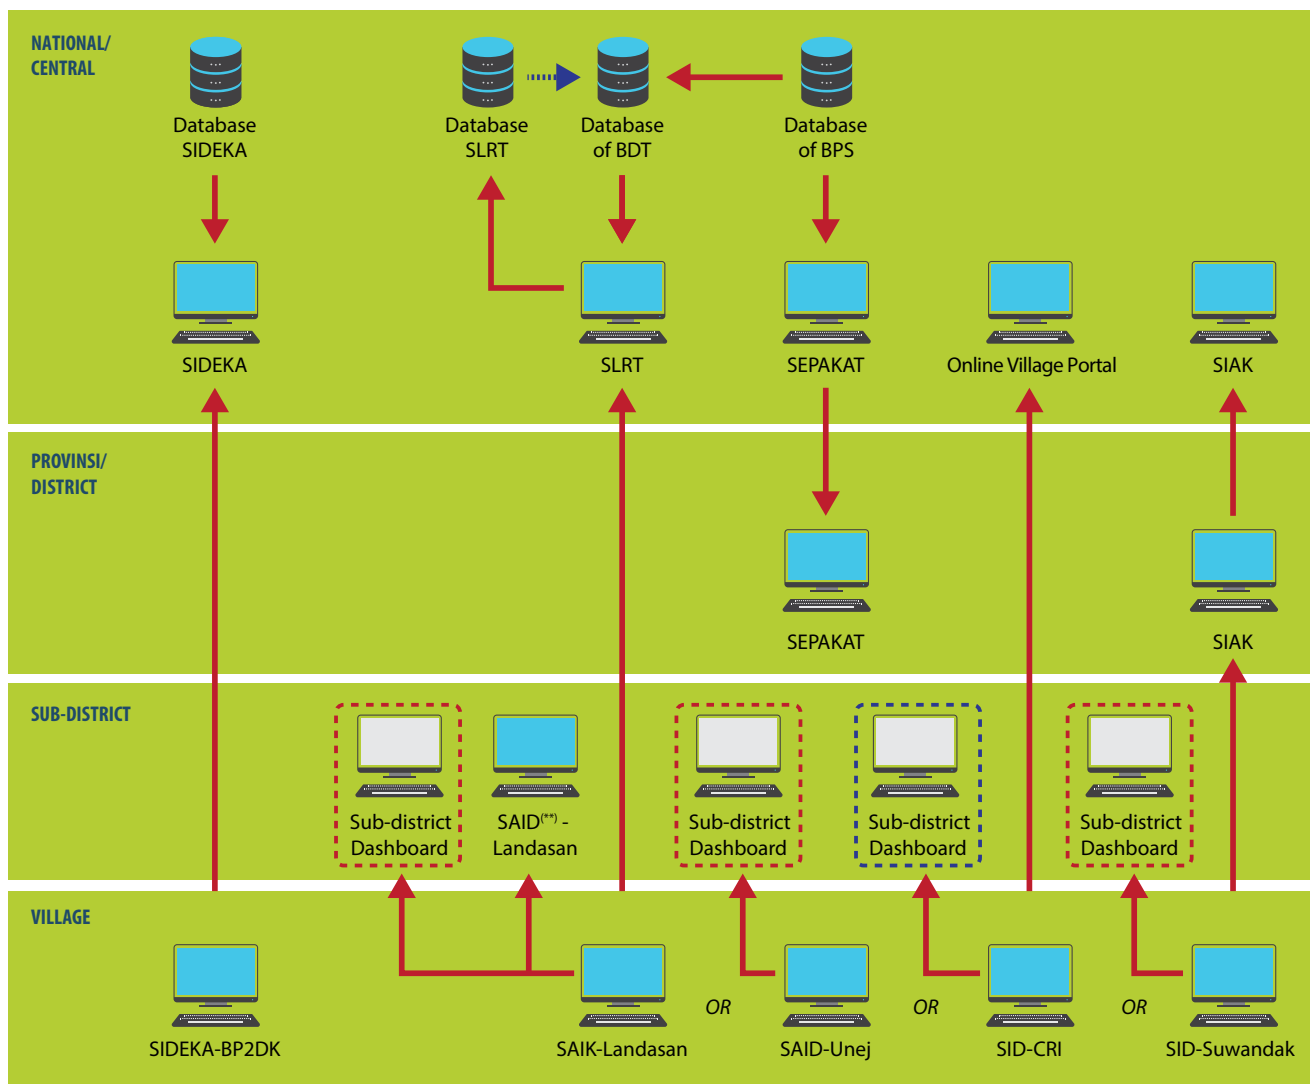 NATIONAL/
CENTRAL
Database
SIDEKA
Database
SLRT
Database
of BDT
Database
of BPS
SIDEKA
SLRT
SEPAKAT
Online Village Portal
SIAK
PROVINSI/
DISTRICT
SEPAKAT
SIAK
SUB-DISTRICT
Sub-district
Dashboard
SAID(**) -
Landasan
Sub-district
Dashboard
Sub-district
Dashboard
Sub-district
Dashboard
VILLAGE
SIDEKA-BP2DK
SAIK-Landasan
OR
SAID-Unej
OR
SID-CRI
OR
SID-Suwandak